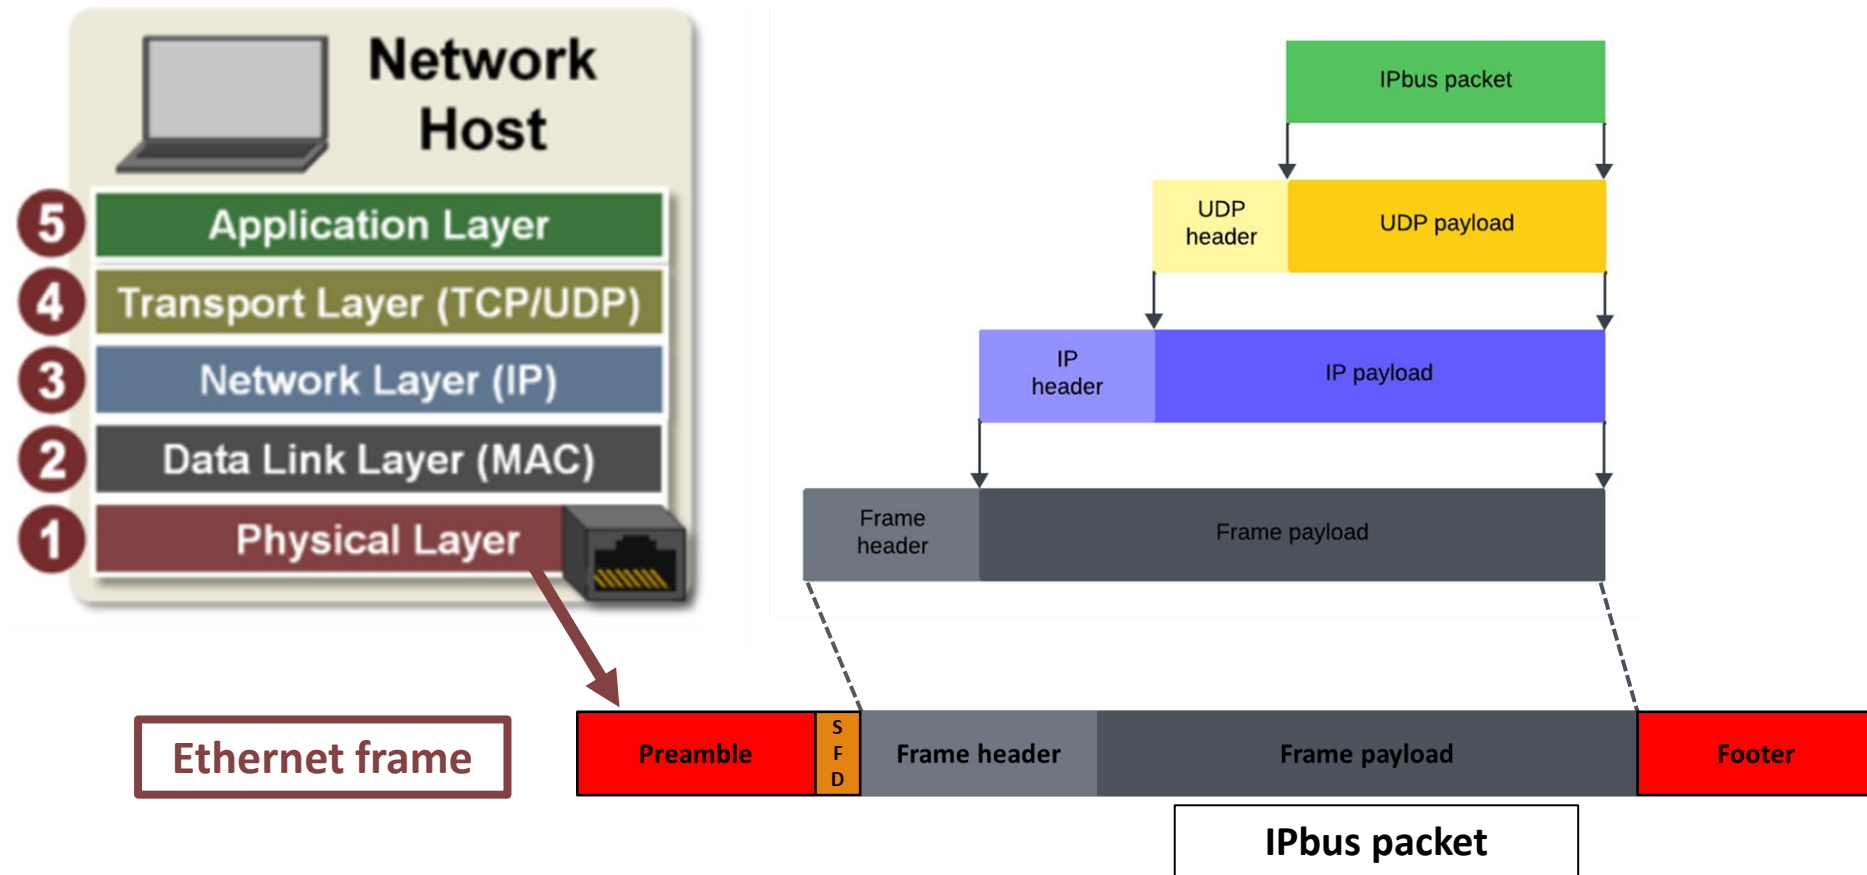 Network
Host
5
Application Layer
4
Transport Layer (TCP/UDP)
3
Network Layer (IP)
2
Data Link Layer (MAC)
1
Physical Layer
IPbus packet
UDP
header
UDP payload
IP
header
IP payload
Frame
header
Frame payload
Ethernet frame
Preamble
S
F
D
Frame header
Frame payload
Footer
IPbus packet